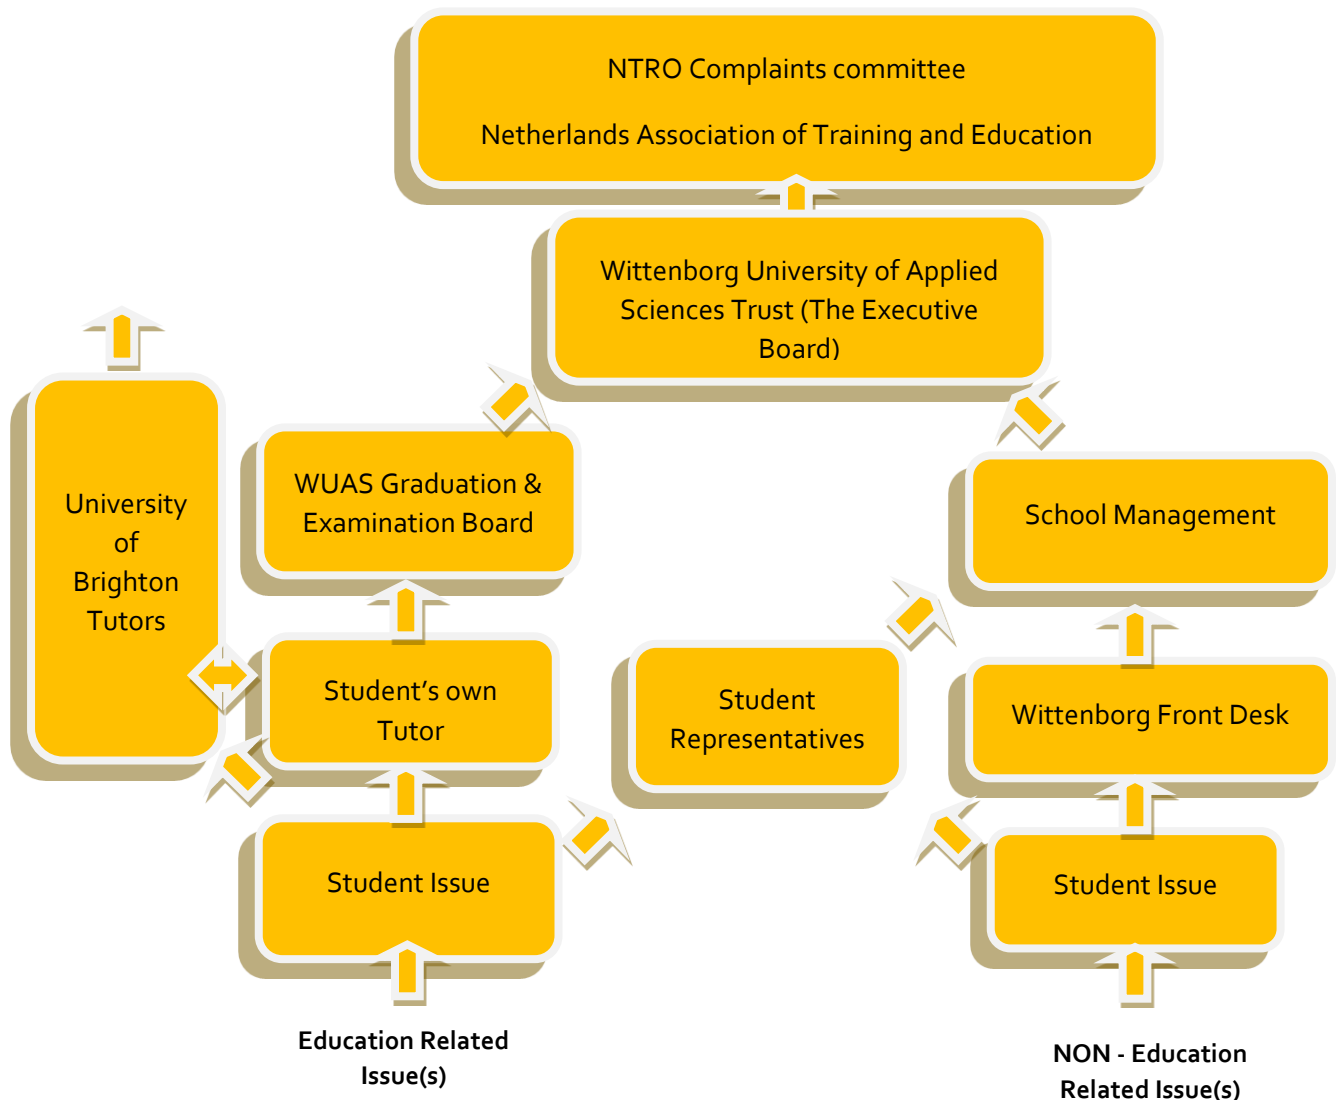 NTRO Complaints committee
Netherlands Association of Training and Education
Wittenborg University of Applied
Sciences Trust (The Executive
Board)
University
of
Brighton
Tutors
WUAS Graduation &
Examination Board
School Management
Student's own
Tutor
Student
Representatives
Wittenborg Front Desk
Student Issue
Student Issue
Education Related
Issue(s)
NON - Education
Related Issue(s)